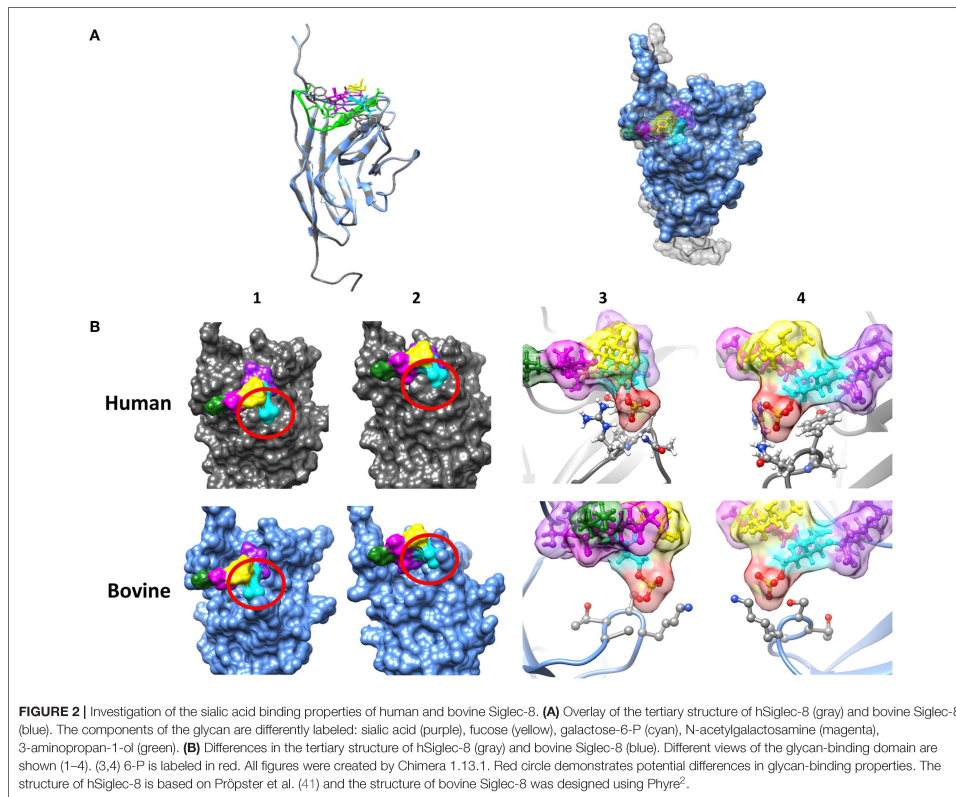 A
1
2
3
4
B
Human
Bovine
FIGURE 2 | Investigation of the sialic acid binding properties of human and bovine Siglec-8. (A) Overlay of the tertiary structure of hSiglec-8 (gray) and bovine Siglec-8
(blue). The components of the glycan are differently labeled: sialic acid (purple), fucose (yellow), galactose-6-P (cyan), N-acetylgalactosamine (magenta),
3-aminopropan-1-ol (green). (B) Differences in the tertiary structure of hSiglec-8 (gray) and bovine Siglec-8 (blue). Different views of the glycan-binding domain are
shown (1–4). (3,4) 6-P is labeled in red. All figures were created by Chimera 1.13.1. Red circle demonstrates potential differences in glycan-binding properties. The
structure of hSiglec-8 is based on Pröpster et al. (41) and the structure of bovine Siglec-8 was designed using Phyre².